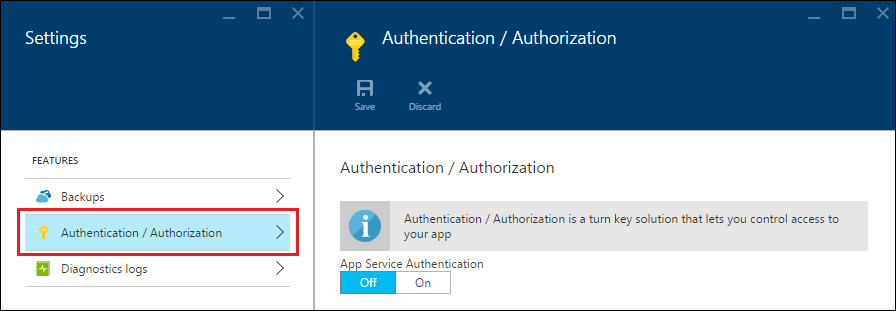 Settings
Authentication / Authorization
Save
Discard
FEATURES
Backups
Authentication / Authorization
Diagnostics logs
Authentication / Authorization
Authentication / Authorization is a turn key solution that lets you control access to
your app
App Service Authentication
Off
On